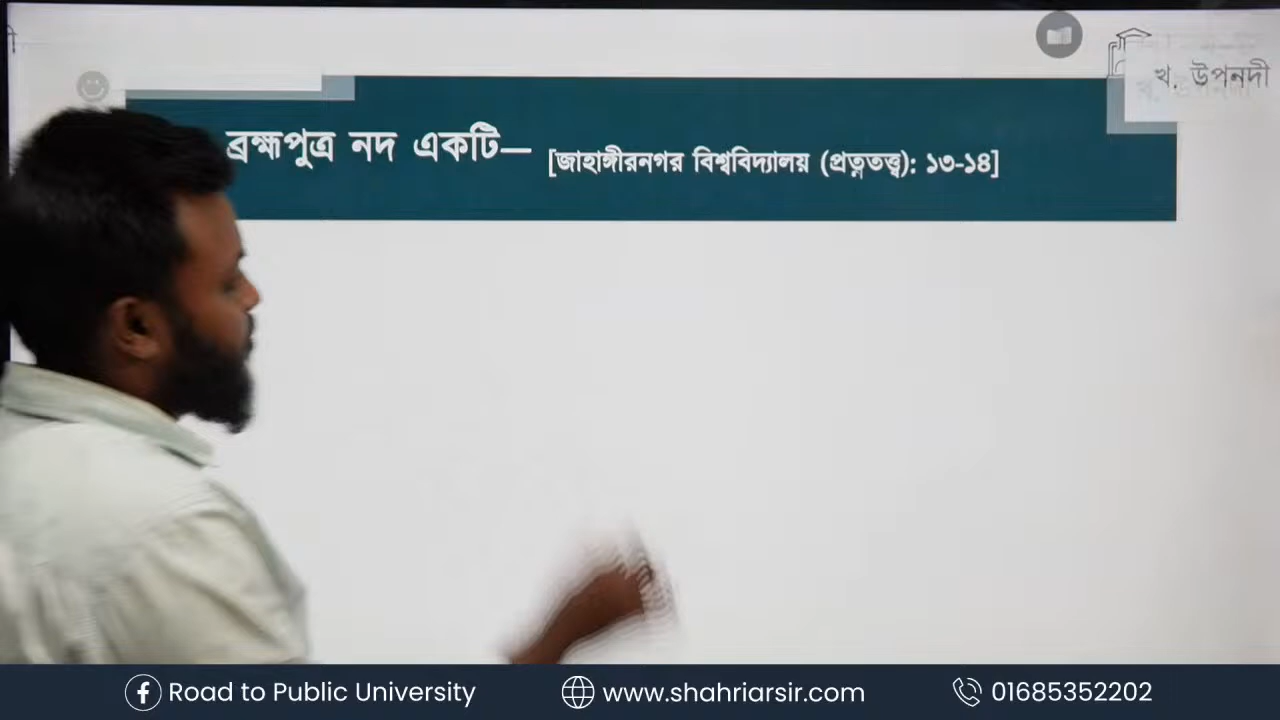 খ. উপনদী
ব্রহ্মপুত্র নদ একটি— [জাহাঙ্গীরনগর বিশ্ববিদ্যালয় (প্রত্নতত্ত্ব): ১৩-১৪]
Road to Public University www.shahriarsir.com 01685352202